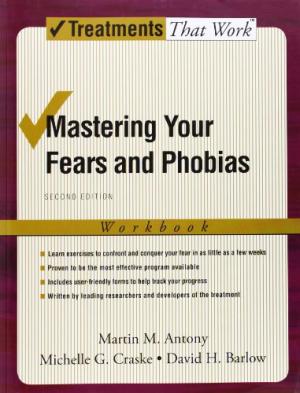 Treatments That Work™
Mastering Your
Fears and Phobias
SECOND EDITION
Workbook
Learn exercises to confront and conquer your fear in as little as a few weeks
Proven to be the most effective program available
Includes user-friendly forms to help track your progress
Written by leading researchers and developers of the treatment
Martin M. Antony
Michelle G. Craske • David H. Barlow